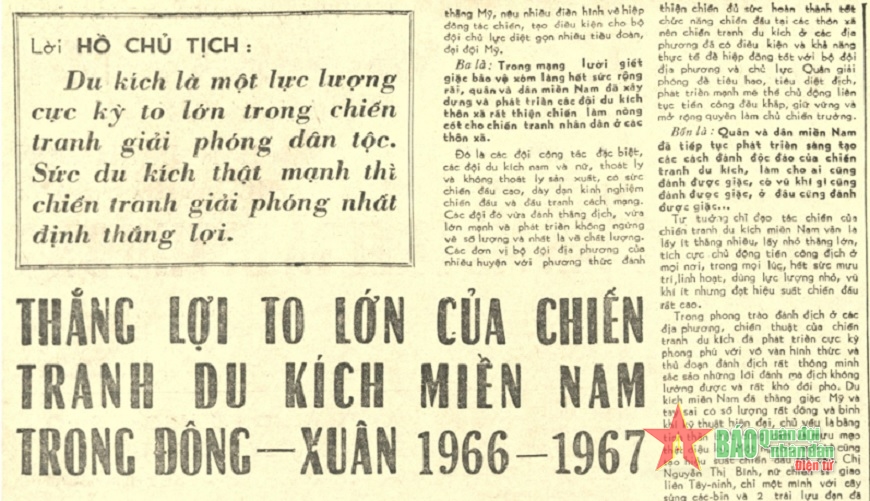 Lời HỒ CHỦ TỊCH :
Du kích là một lực lượng
cực kỳ to lớn trong chiến
tranh giải phóng dân tộc.
Sức du kích thật mạnh thì
chiến tranh giải phóng nhất
định thắng lợi.
THẮNG LỢI TO LỚN CỦA CHIẾN
TRANH DU KÍCH MIỀN NAM
TRONG ĐÔNG — XUÂN 1966 — 1967
thắng Mỹ, nêu nhiều điển hình về hiệp
đồng tác chiến, tạo điều kiện cho bộ
đội chủ lực diệt gọn nhiều tiểu đoàn,
đại đội Mỹ.
Ba là: Trong mạng lưới giết
giặc bảo vệ xóm làng hết sức rộng
rãi, quân và dân miền Nam đã xây
dựng và phát triển các đội du kích
thôn xã rất thiện chiến làm nòng
cốt cho chiến tranh nhân dân ở các
thôn xã.
Đó là các đội công tác đặc biệt,
các đội du kích nam và nữ, thoát ly
và không thoát ly sản xuất, có sức
chiến đấu cao, dày dạn kinh nghiệm
chiến đấu và đấu tranh cách mạng.
Các đội đó vừa đánh thắng địch, vừa
lớn mạnh và phát triển không ngừng
về số lượng và nhất là về chất lượng.
Các đơn vị bộ đội địa phương của
nhiều huyện với phương thức đánh
thiện chiến đủ sức hoàn thành tốt
chức năng chiến đấu tại các thôn xã
nên chiến tranh du kích ở các địa
phương đã có điều kiện và khả năng
thực tế để hiệp đồng tốt với bộ đội
địa phương và chủ lực Quân giải
phóng đã tiêu hao, tiêu diệt địch,
phát triển mạnh mẽ thế chủ động liên
tục tiến công đều khắp, giữ vững và
mở rộng quyền làm chủ chiến trường.
Bốn là: Quân và dân miền Nam
đã tiếp tục phát triển sáng tạo
các cách đánh độc đáo của chiến
tranh du kích, làm cho ai cũng
đánh được giặc, có vũ khí gì cũng
đánh được giặc, ở đâu cũng đánh
được giặc...
Tư tưởng chỉ đạo tác chiến của
chiến tranh du kích miền Nam vẫn là
lấy ít thắng nhiều, lấy nhỏ thắng lớn,
tích cực chủ động tiến công địch ở
mọi nơi, trong mọi lúc, hết sức mưu
trí, linh hoạt, dùng lực lượng nhỏ, vũ
khí ít nhưng đạt hiệu suất chiến đấu
rất cao.
Trong phong trào đánh địch ở các
địa phương, chiến thuật của chiến
tranh du kích đã phát triển cực kỳ
phong phú với vô vàn hình thức và
thủ đoạn đánh địch rất thông minh
sắc sảo những lối đánh mà địch không
lường được và rất khó đối phó. Du
kích miền Nam đã thắng giặc Mỹ và
tay sai có số lượng rất đông và binh
khí kỹ thuật hiện đại, chủ yếu là bằng
hiệu suất chiến đấu Chị
Nguyễn Thị Bình, nữ chiến sĩ giao
liên Tây-ninh, chỉ một mình với cây
súng các-bin và 2 trái lựu đạn đã
BÁO Quân đội
nhân dân
Điện tử